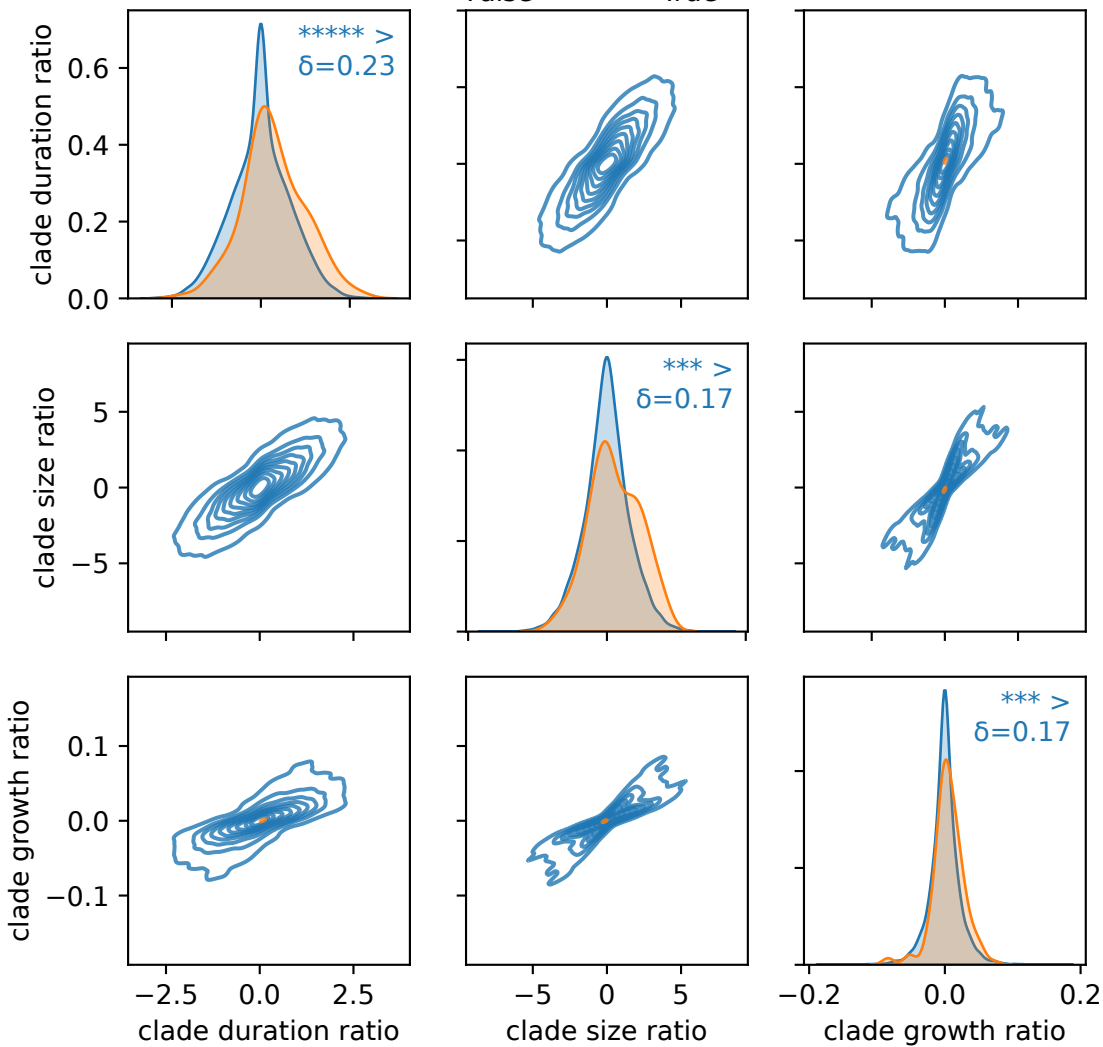 clade duration ratio
0.6
0.4
0.2
0.0
***** >
δ=0.23
clade size ratio
5
0
−5
*** >
δ=0.17
clade growth ratio
0.1
0.0
−0.1
*** >
δ=0.17
−2.5 0.0 2.5
−5 0 5
−0.2 0.0 0.2
clade duration ratio
clade size ratio
clade growth ratio